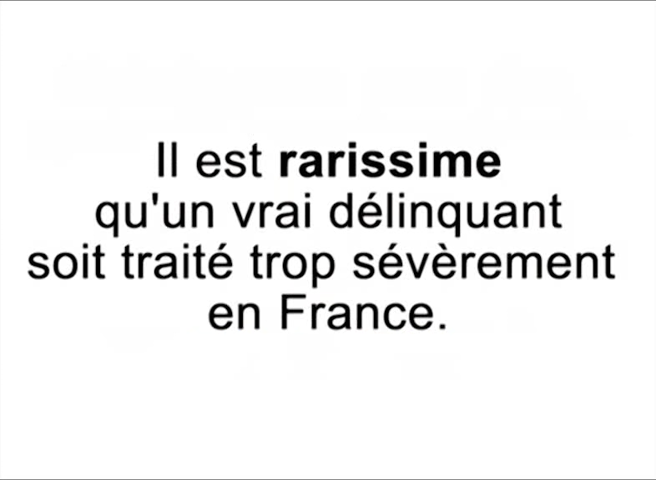 Il est rarissime
qu'un vrai délinquant
soit traité trop sévèrement
en France.